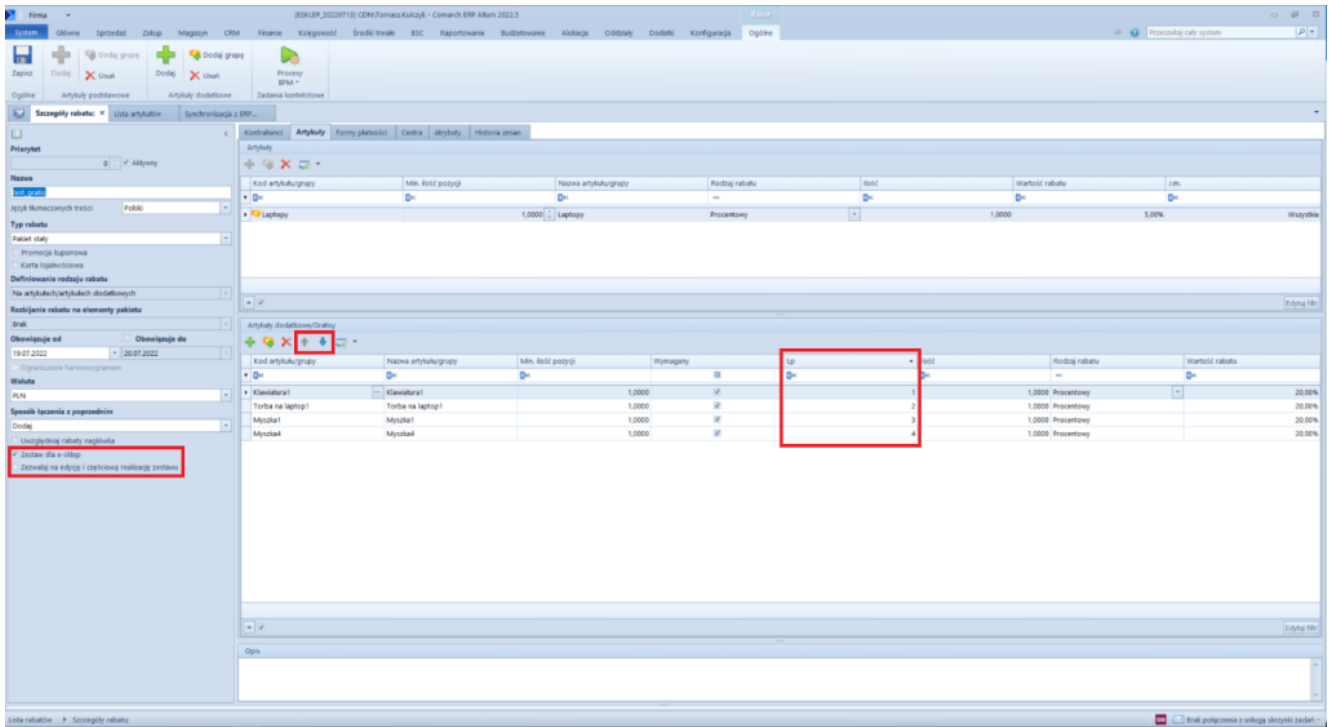 Firma
[ESKLEP_20220713] CDN\Tomasz.Kulczyk - Comarch ERP Altum 2022.5
Rabat
System Główne Sprzedaż Zakup Magazyn CRM Finanse Księgowość Środki trwałe BSC Raportowanie Budżetowanie Alokacja Oddziały Dodatki Konfiguracja Ogólne
Przeszukaj cały system
Zapisz Dodaj Dodaj grupę Usuń Dodaj Dodaj grupę Usuń Procesy BPM
Ogólne Artykuły podstawowe Artykuły dodatkowe Zadania kontekstowe
Szczegóły rabatu: Lista artykułów Synchronizacja z ERP...
Kontrahenci Artykuły Formy płatności Centra Atrybuty Historia zmian
Priorytet
0 Aktywny
Nazwa
test_gratis
Język tłumaczonych treści: Polski
Typ rabatu
Pakiet stały
Promocja kuponowa
Karta lojalnościowa
Definiowanie rodzaju rabatu
Na artykułach/artykułach dodatkowych
Rozbijanie rabatu na elementy pakietu
Brak
Obowiązuje od Obowiązuje do
19.07.2022 20.07.2022
Ograniczanie harmonogramem
Waluta
PLN
Sposób łączenia z poprzednim
Dodaj
Uwzględniaj rabaty nagłówka
Zestaw dla e-sklep
Zezwalaj na edycję i częściową realizację zestawu
Artykuły
Kod artykułu/grupy Min. ilość pozycji Nazwa artykułu/grupy Rodzaj rabatu Ilość Wartość rabatu J.m.
Laptopy 1,0000 Laptopy Procentowy 1,0000 5,00% Wszystkie
Edytuj filtr
Artykuły dodatkowe/Gratisy
Kod artykułu/grupy Nazwa artykułu/grupy Min. ilość pozycji Wymagany Lp Ilość Rodzaj rabatu Wartość rabatu
Klawiatura1 Klawiatura1 1,0000 1 1,0000 Procentowy 20,00%
Torba na laptop1 Torba na laptop1 1,0000 2 1,0000 Procentowy 20,00%
Myszka1 Myszka1 1,0000 3 1,0000 Procentowy 20,00%
Myszka4 Myszka4 1,0000 4 1,0000 Procentowy 20,00%
Edytuj filtr
Opis
Lista rabatów Szczegóły rabatu
Brak połączenia z usługą skrzynki zadań